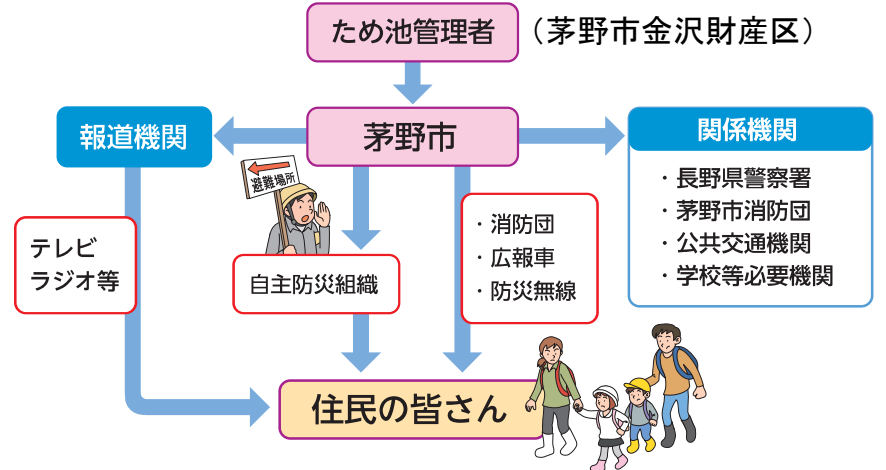 ため池管理者
（茅野市金沢財産区）
報道機関
茅野市
関係機関
・長野県警察署
・茅野市消防団
・公共交通機関
・学校等必要機関
避難場所
・消防団
・広報車
・防災無線
テレビ
ラジオ等
自主防災組織
住民の皆さん